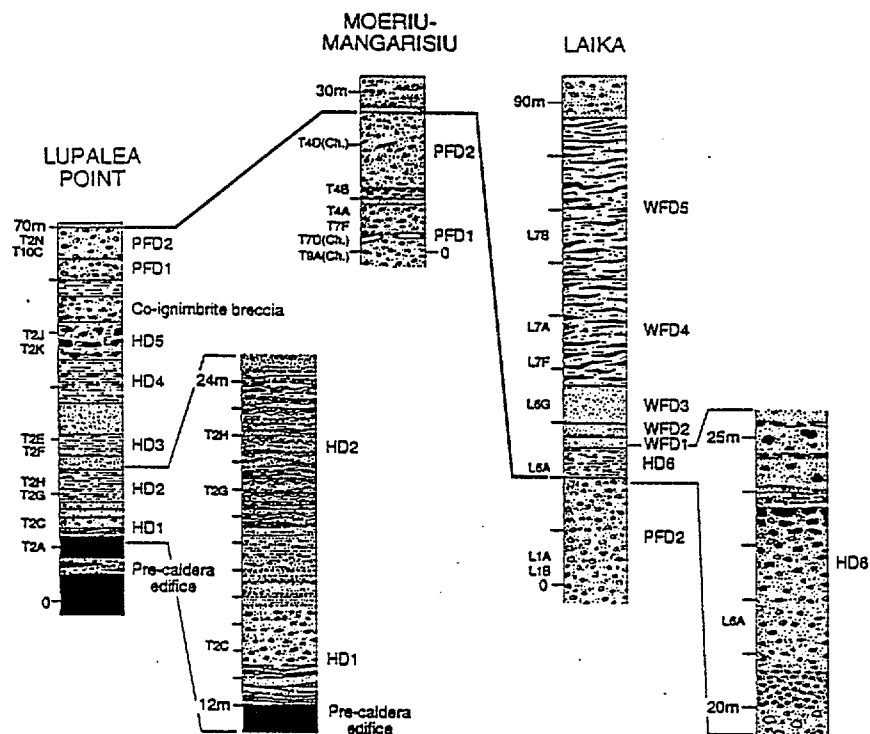 MOERIU-
MANGARISIU
30m
T4D(Ch.)
PFD2
T4B
T4A
T7F
T7D(Ch.)
PFD1
T9A(Ch.)
0
LAIKA
90m
WFD5
L7B
L7A
WFD4
L7F
L6G
WFD3
WFD2
WFD1
HD6
L6A
PFD2
L1A
L1B
0
LUPALEA
POINT
70m
T2N
T10C
PFD2
PFD1
Co-ignimbrite breccia
T2J
T2K
HD5
HD4
T2E
T2F
HD3
T2H
T2G
HD2
T2C
HD1
T2A
Pre-caldera
edifice
0
24m
T2H
HD2
T2G
T2C
HD1
12m
Pre-caldera
edifice
25m
HD6
L6A
20m